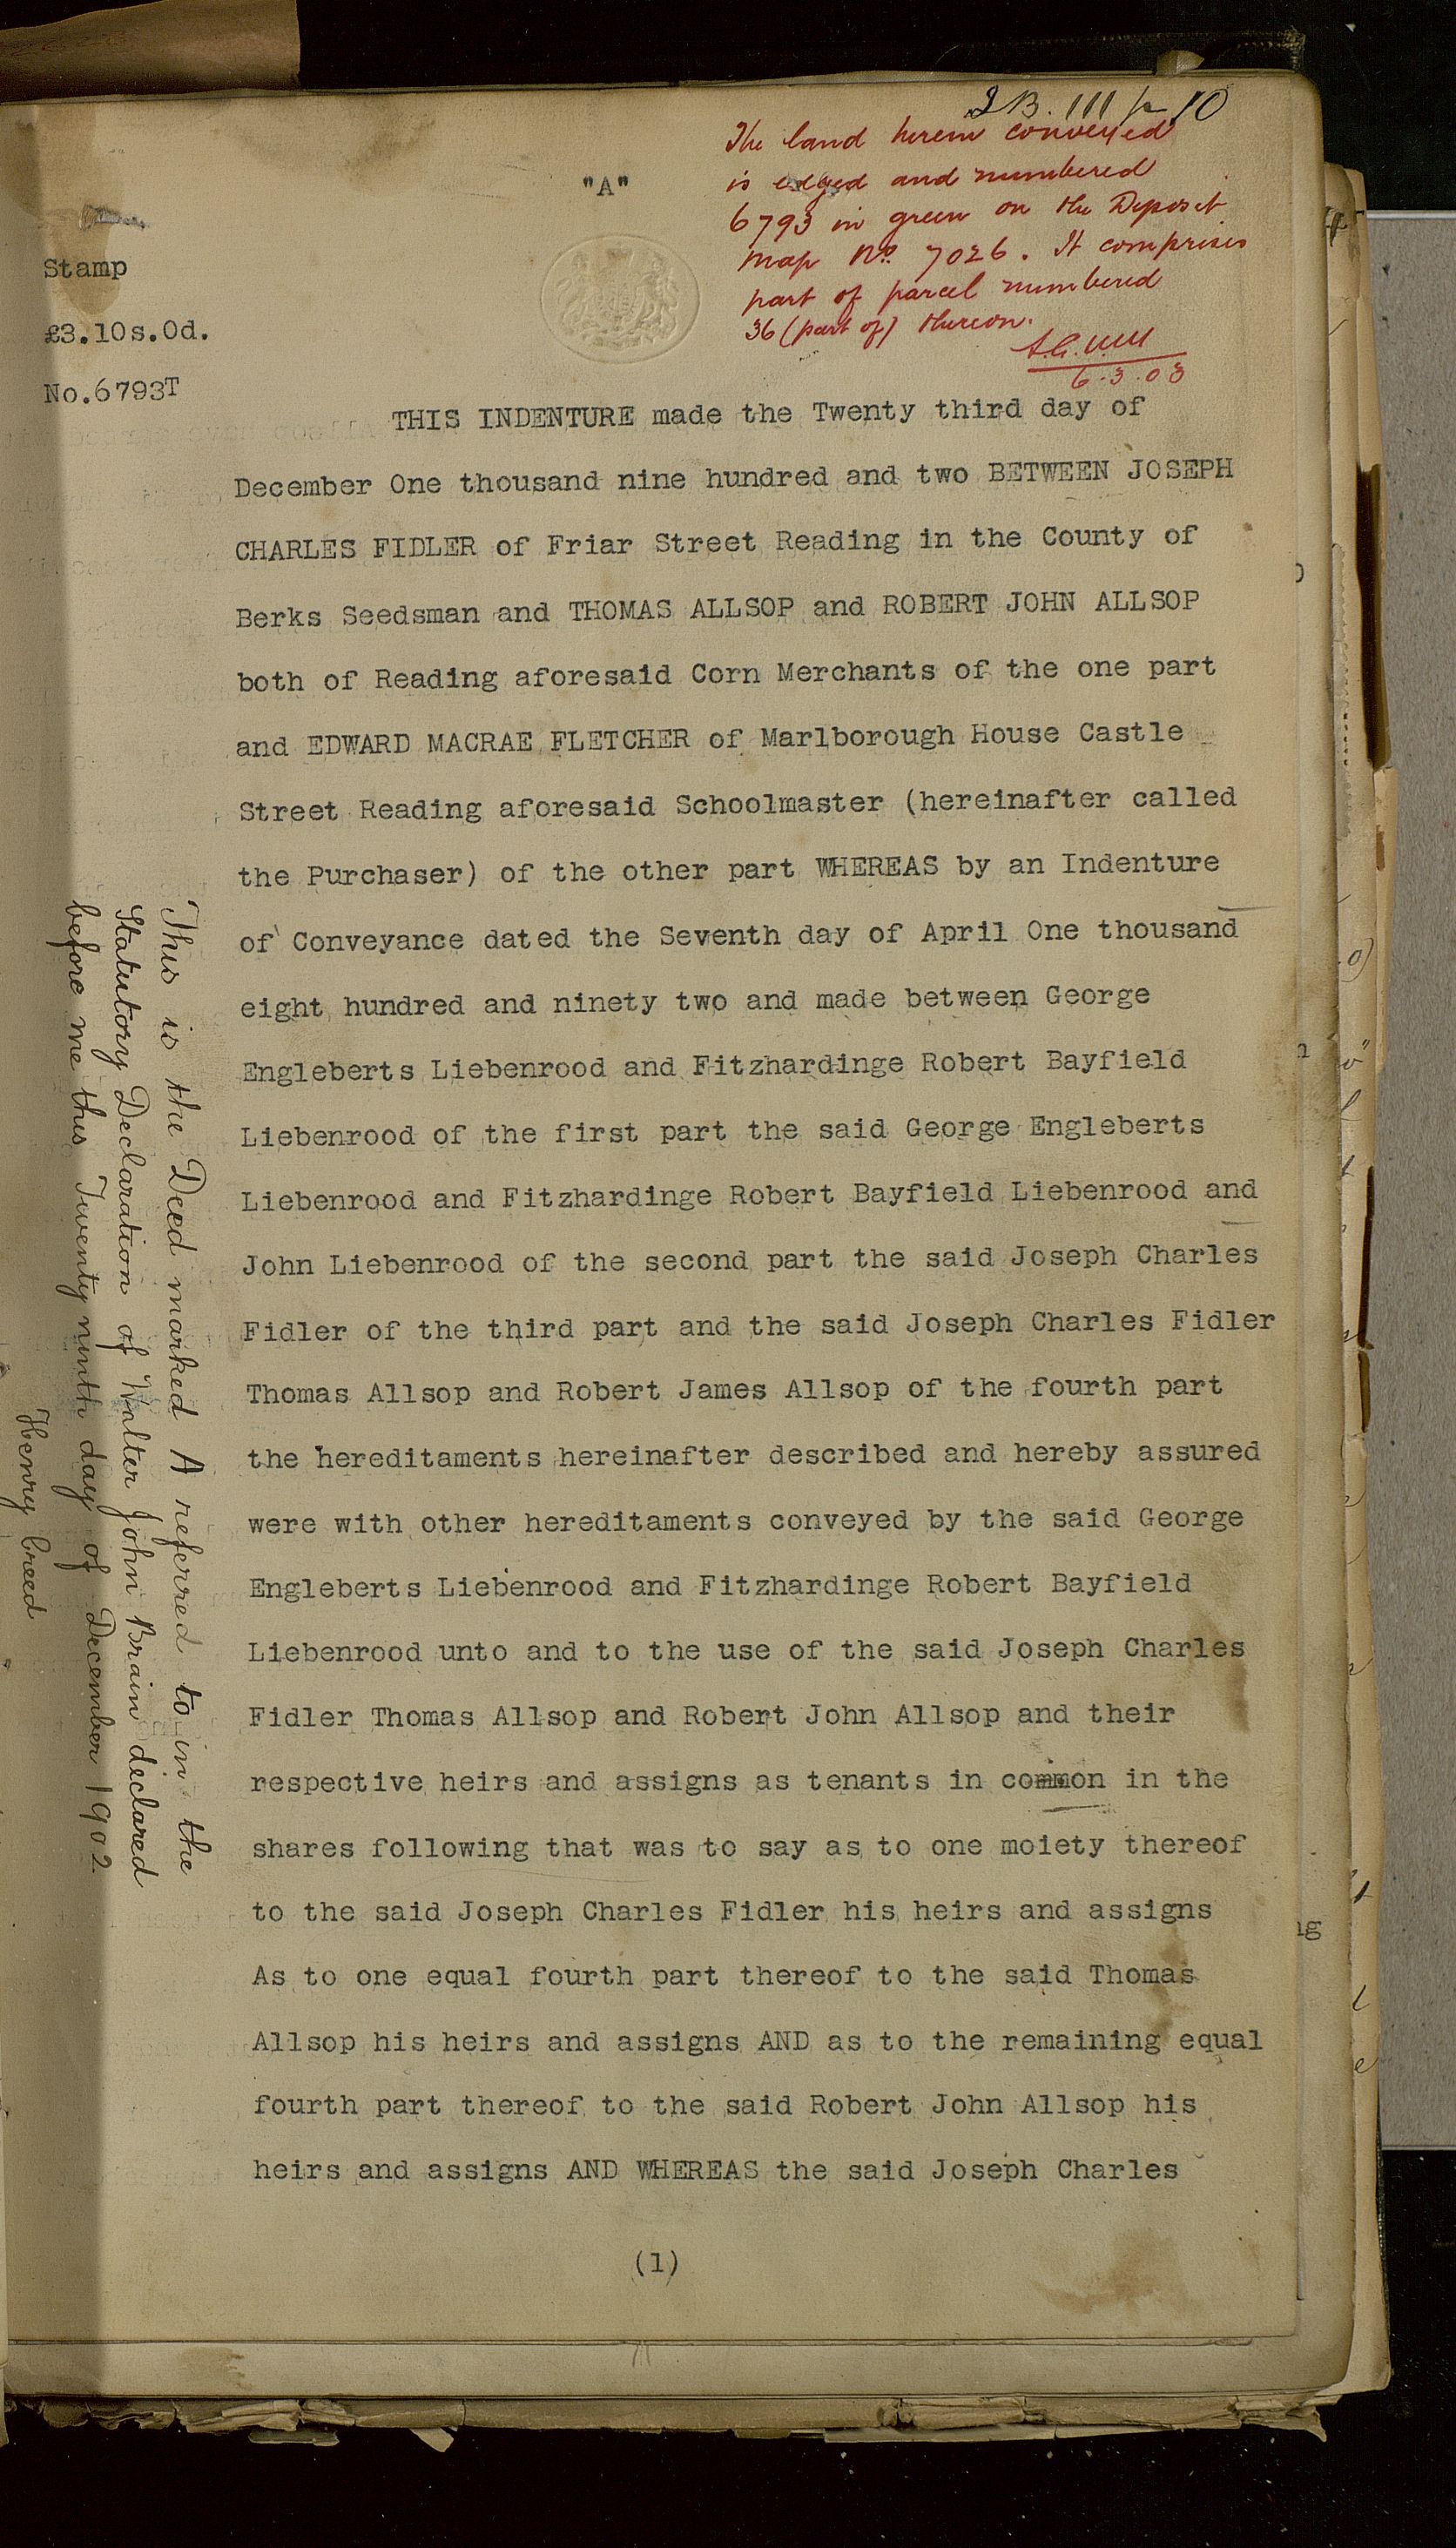 2B. 111 p 10
The land herein conveyed
is edged and numbered
6793 in green on the Deposit
map No. 7026. It comprises
part of parcel numbered
36 (part of) thereon.
6.3.03
"A"
Stamp
£3.10s.0d.
No.6793T
THIS INDENTURE made the Twenty third day of
December One thousand nine hundred and two BETWEEN JOSEPH
CHARLES FIDLER of Friar Street Reading in the County of
Berks Seedsman and THOMAS ALLSOP and ROBERT JOHN ALLSOP
both of Reading aforesaid Corn Merchants of the one part
and EDWARD MACRAE FLETCHER of Marlborough House Castle
Street Reading aforesaid Schoolmaster (hereinafter called
the Purchaser) of the other part WHEREAS by an Indenture
of Conveyance dated the Seventh day of April One thousand
eight hundred and ninety two and made between George
Engleberts Liebenrood and Fitzhardinge Robert Bayfield
Liebenrood of the first part the said George Engleberts
Liebenrood and Fitzhardinge Robert Bayfield Liebenrood and
John Liebenrood of the second part the said Joseph Charles
Fidler of the third part and the said Joseph Charles Fidler
Thomas Allsop and Robert James Allsop of the fourth part
the hereditaments hereinafter described and hereby assured
were with other hereditaments conveyed by the said George
Engleberts Liebenrood and Fitzhardinge Robert Bayfield
Liebenrood unto and to the use of the said Joseph Charles
Fidler Thomas Allsop and Robert John Allsop and their
respective heirs and assigns as tenants in common in the
shares following that was to say as to one moiety thereof
to the said Joseph Charles Fidler his heirs and assigns
As to one equal fourth part thereof to the said Thomas
Allsop his heirs and assigns AND as to the remaining equal
fourth part thereof to the said Robert John Allsop his
heirs and assigns AND WHEREAS the said Joseph Charles
(1)
This is the Deed marked A referred to in the
Statutory Declaration of Walter John Brain declared
before me this Twenty ninth day of December 1902.
Henry Creed